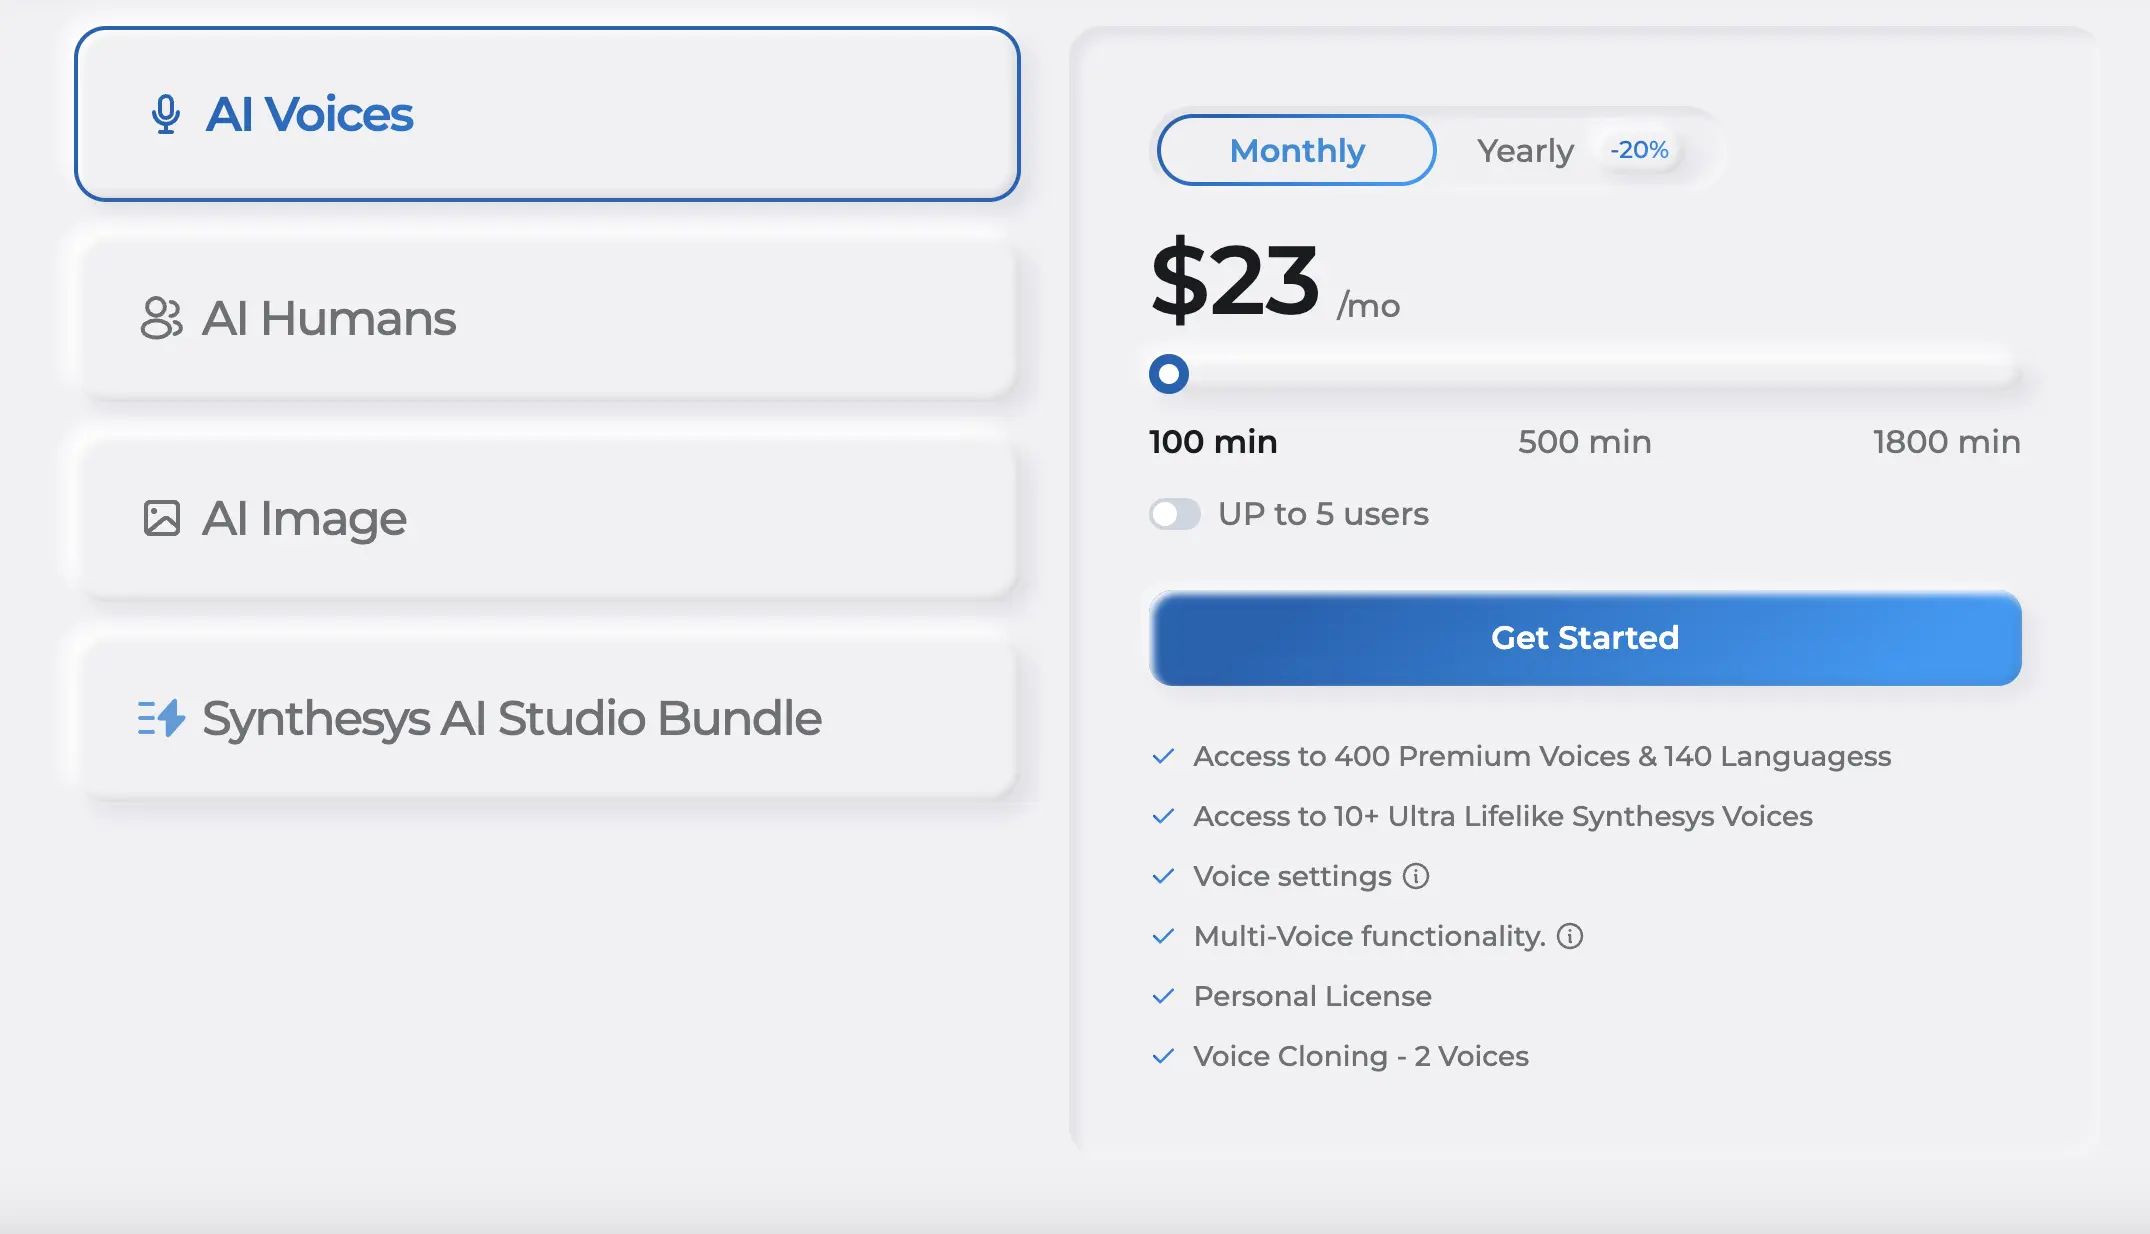 AI Voices
AI Humans
AI Image
Synthesys AI Studio Bundle
Monthly Yearly -20%
$23 /mo
100 min 500 min 1800 min
UP to 5 users
Get Started
Access to 400 Premium Voices & 140 Languagess
Access to 10+ Ultra Lifelike Synthesys Voices
Voice settings
Multi-Voice functionality.
Personal License
Voice Cloning - 2 Voices